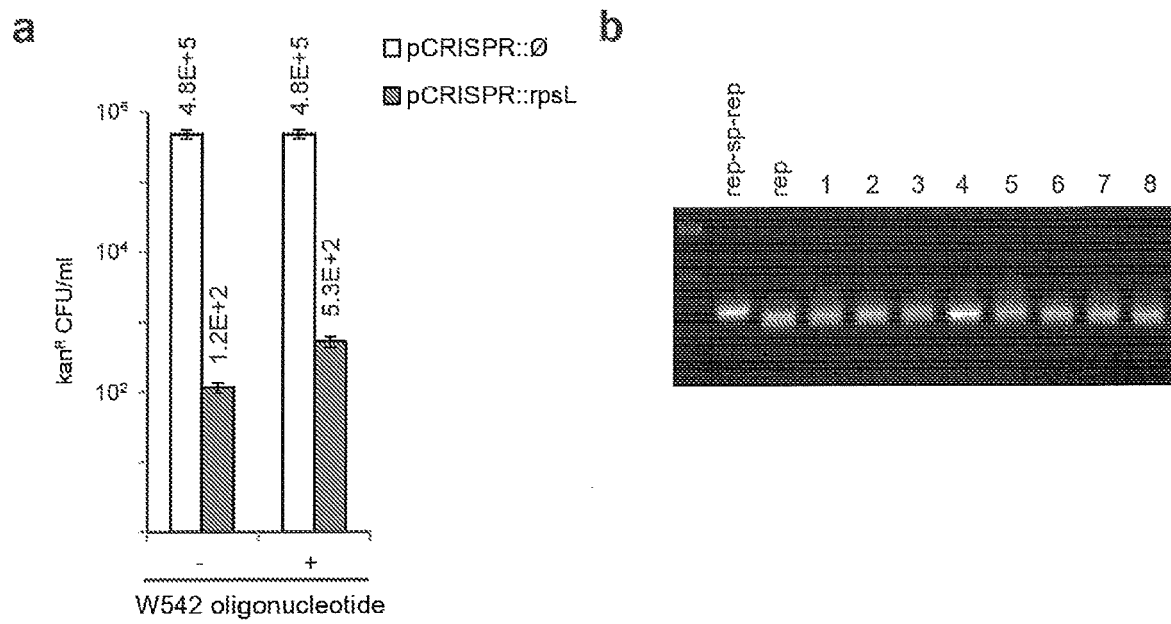 a
4.8E+5
4.8E+5
pCRISPR::Ø
pCRISPR::rpsL
10⁶
10⁴
10²
kanᴿ CFU/ml
1.2E+2
5.3E+2
- +
W542 oligonucleotide
b
rep-sp-rep
rep
1 2 3 4 5 6 7 8